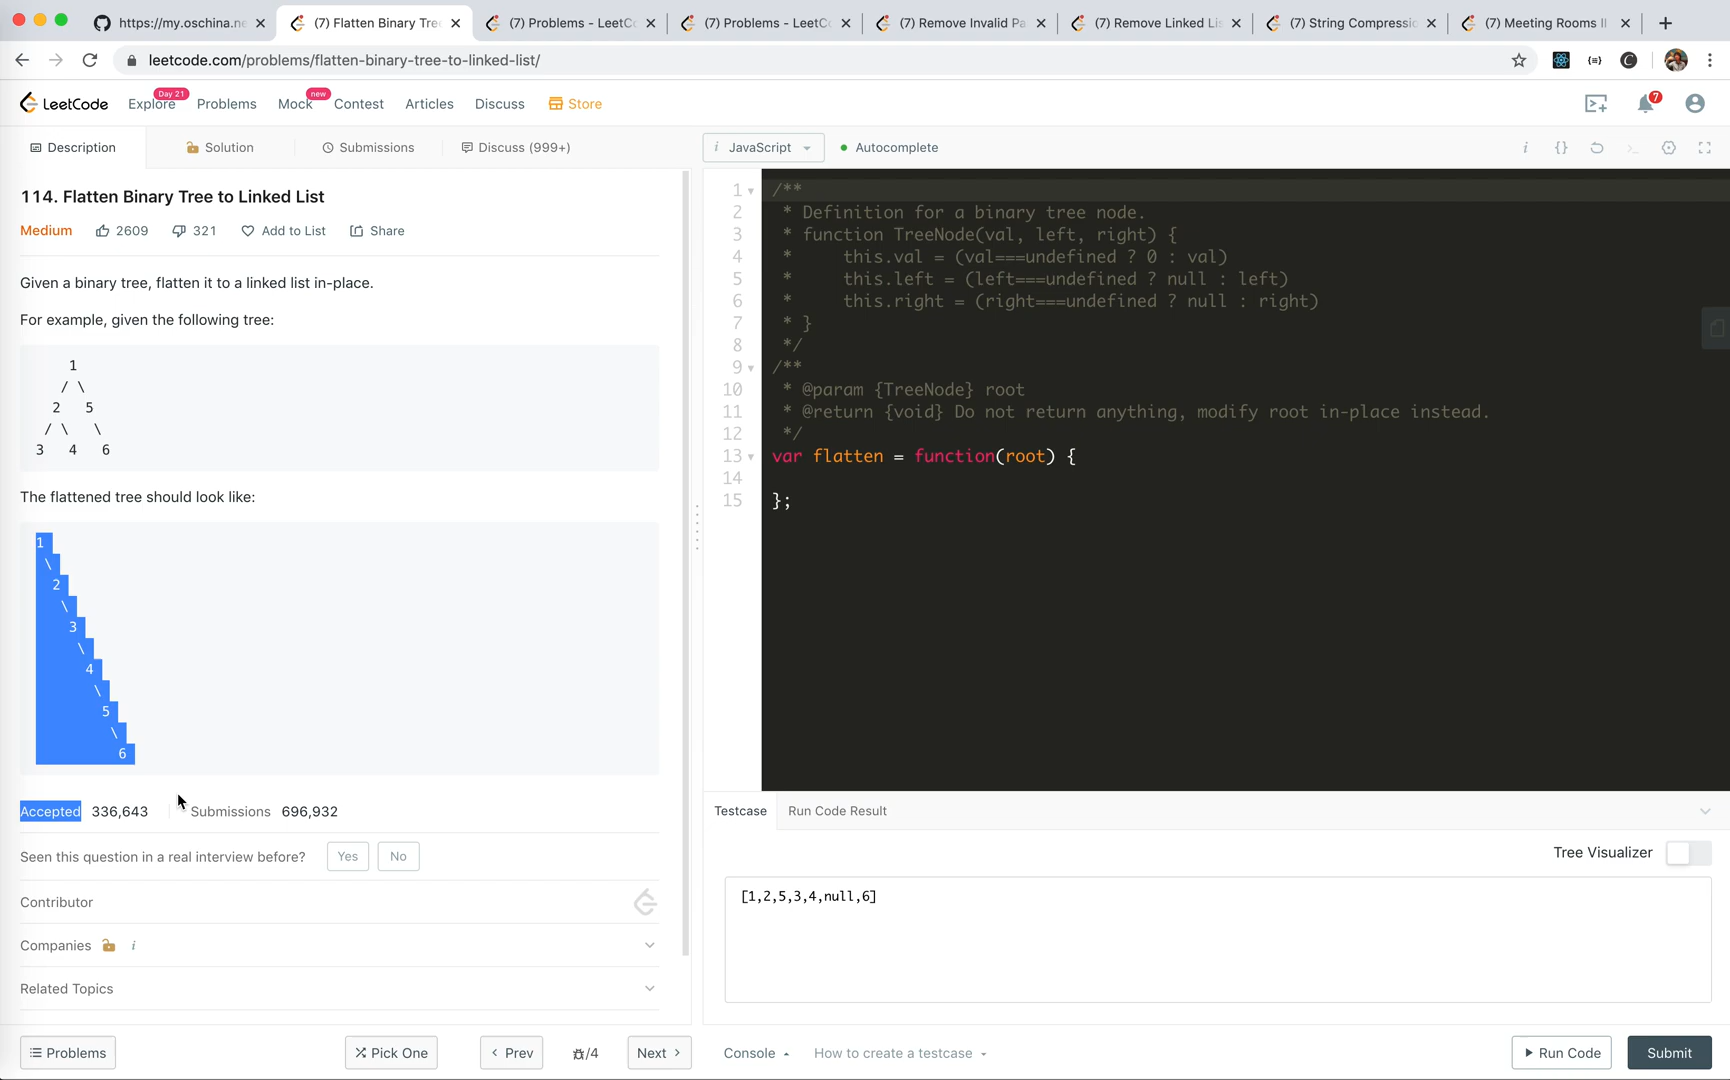 https://my.oschina.ne
(7) Flatten Binary Tre
(7) Problems - LeetC
(7) Problems - LeetC
(7) Remove Invalid Pa
(7) Remove Linked Lis
(7) String Compressio
(7) Meeting Rooms II
leetcode.com/problems/flatten-binary-tree-to-linked-list/
LeetCode
Explore
Day 21
Problems
Mock
new
Contest
Articles
Discuss
Store
7
Description
Solution
Submissions
Discuss (999+)
i JavaScript
Autocomplete
114. Flatten Binary Tree to Linked List
Medium
2609
321
Add to List
Share
Given a binary tree, flatten it to a linked list in-place.
For example, given the following tree:
1
/ \
2 5
/ \ \
3 4 6
The flattened tree should look like:
1
\
2
\
3
\
4
\
5
\
6
Accepted 336,643 Submissions 696,932
Seen this question in a real interview before? Yes No
Contributor
Companies i
Related Topics
Problems
Pick One
< Prev
/4
Next >
1 /**
2 * Definition for a binary tree node.
3 * function TreeNode(val, left, right) {
4 * this.val = (val===undefined ? 0 : val)
5 * this.left = (left===undefined ? null : left)
6 * this.right = (right===undefined ? null : right)
7 * }
8 */
9 /**
10 * @param {TreeNode} root
11 * @return {void} Do not return anything, modify root in-place instead.
12 */
13 var flatten = function(root) {
14
15 };
Testcase
Run Code Result
Tree Visualizer
[1,2,5,3,4,null,6]
Console
How to create a testcase
Run Code
Submit